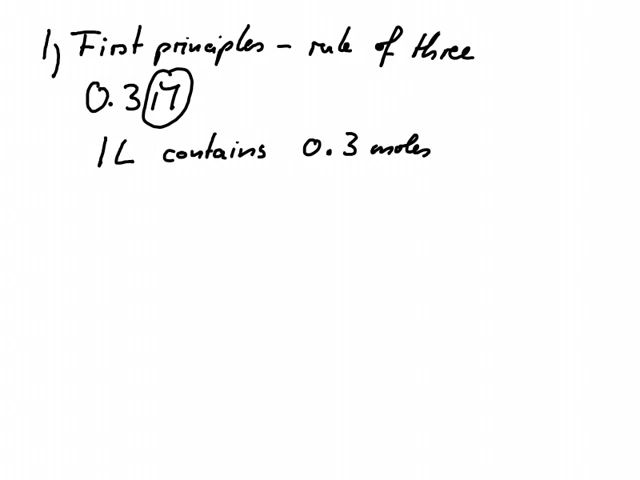 1) First principles - rule of three
0.3 M
1L contains 0.3 moles